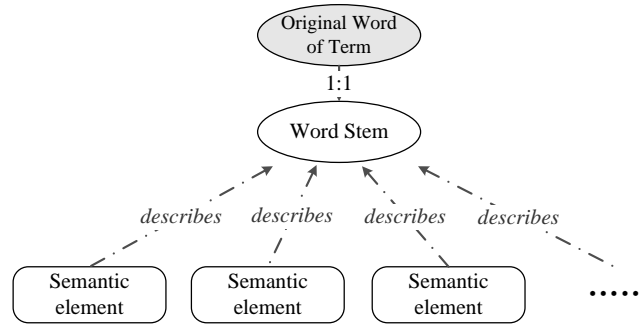 Original Word
of Term
1:1
Word Stem
describes describes describes describes
Semantic
element
Semantic
element
Semantic
element
.....